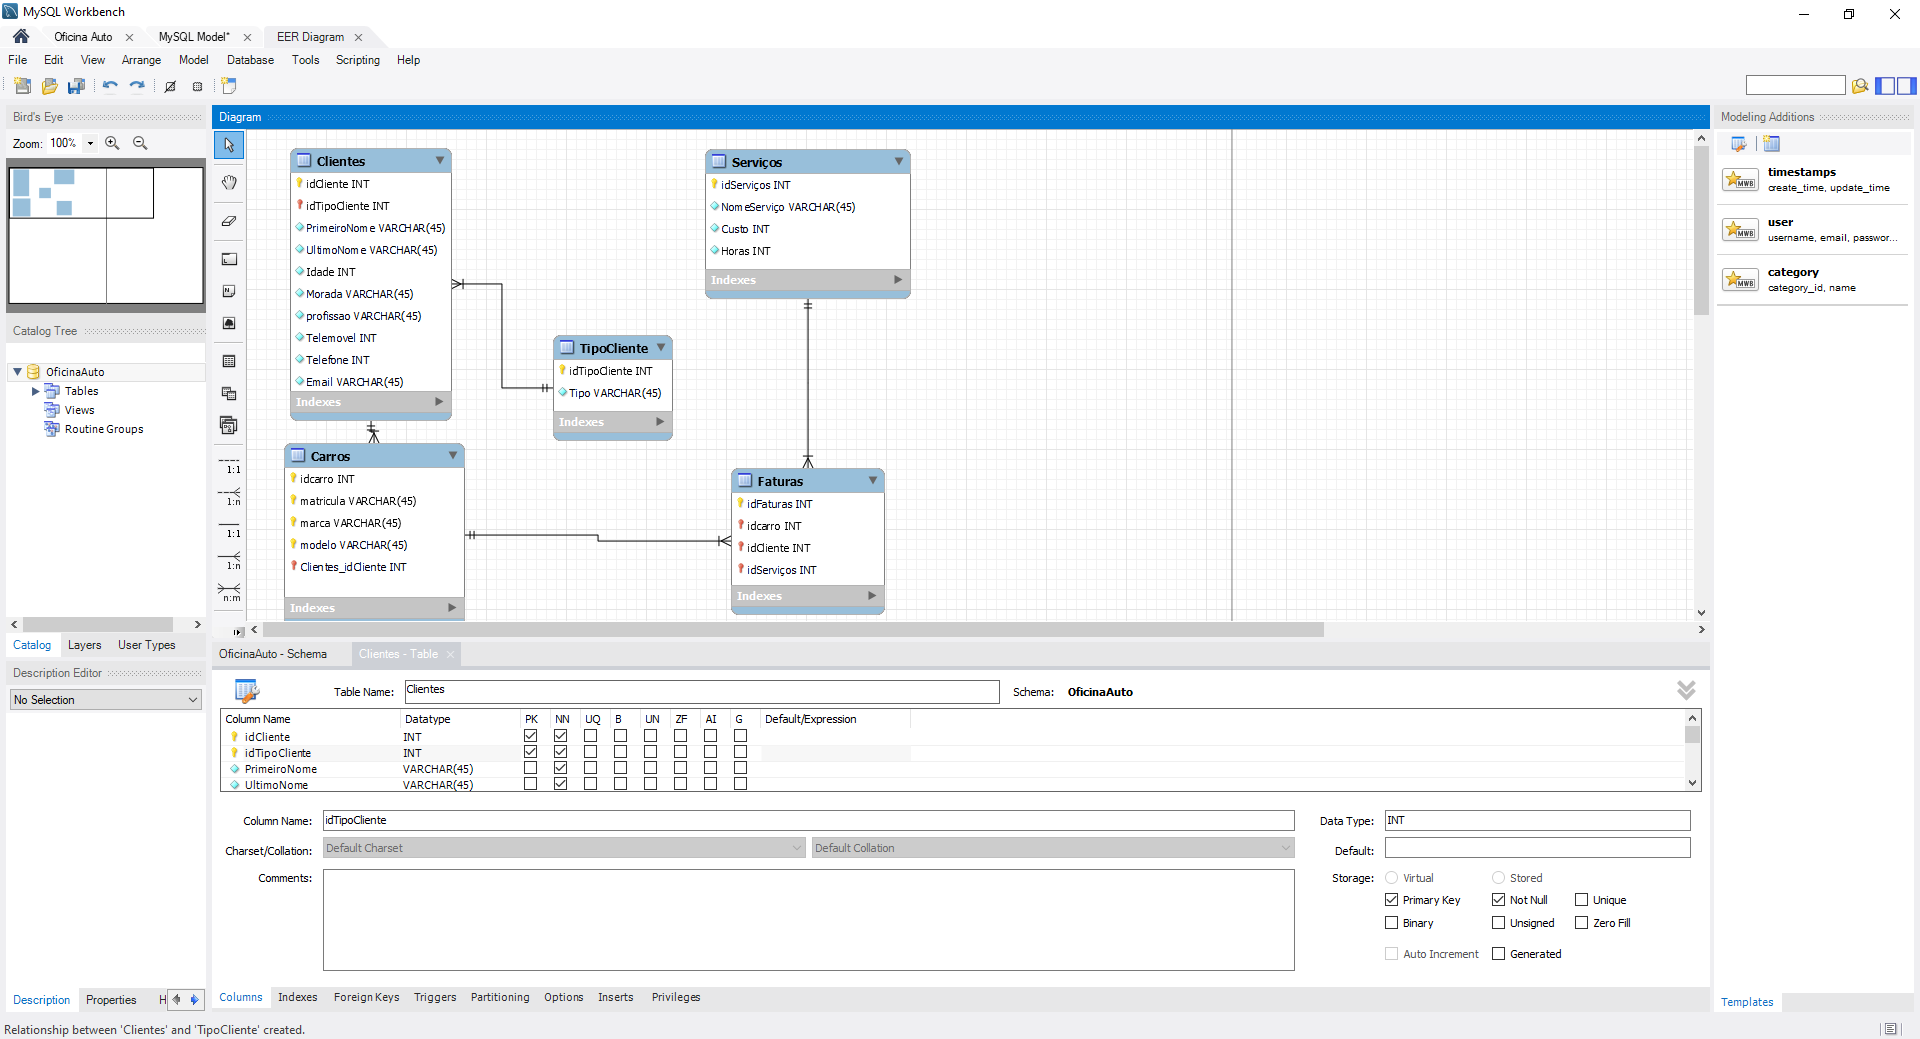 MySQL Workbench
Oficina Auto
MySQL Model*
EER Diagram
File Edit View Arrange Model Database Tools Scripting Help
Bird's Eye
Zoom: 100%
Catalog Tree
OficinaAuto
Tables
Views
Routine Groups
Catalog Layers User Types
Description Editor
No Selection
Description Properties H
Diagram
1:1
1:n
1:1
1:n
n:m
Clientes
idCliente INT
idTipoCliente INT
PrimeiroNome VARCHAR(45)
UltimoNome VARCHAR(45)
Idade INT
Morada VARCHAR(45)
profissao VARCHAR(45)
Telemovel INT
Telefone INT
Email VARCHAR(45)
Indexes
Serviços
idServiços INT
NomeServiço VARCHAR(45)
Custo INT
Horas INT
Indexes
TipoCliente
idTipoCliente INT
Tipo VARCHAR(45)
Indexes
Carros
idcarro INT
matricula VARCHAR(45)
marca VARCHAR(45)
modelo VARCHAR(45)
Clientes_idCliente INT
Indexes
Faturas
idFaturas INT
idcarro INT
idCliente INT
idServiços INT
Indexes
Modeling Additions
timestamps
create_time, update_time
user
username, email, passwor...
category
category_id, name
Templates
OficinaAuto - Schema
Clientes - Table
Table Name: Clientes
Schema: OficinaAuto
Column Name Datatype PK NN UQ B UN ZF AI G Default/Expression
idCliente INT
idTipoCliente INT
PrimeiroNome VARCHAR(45)
UltimoNome VARCHAR(45)
Column Name: idTipoCliente
Data Type: INT
Charset/Collation: Default Charset Default Collation
Default:
Comments:
Storage: Virtual Stored
Primary Key Not Null Unique
Binary Unsigned Zero Fill
Auto Increment Generated
Columns Indexes Foreign Keys Triggers Partitioning Options Inserts Privileges
Relationship between 'Clientes' and 'TipoCliente' created.